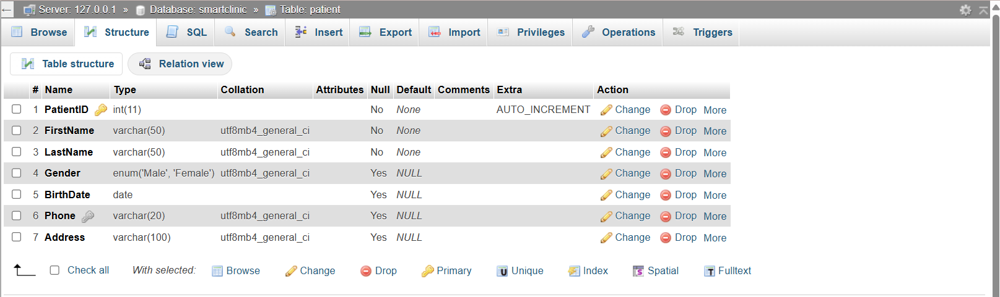 Server: 127.0.0.1 » Database: smartclinic » Table: patient
Browse Structure SQL Search Insert Export Import Privileges Operations Triggers
Table structure Relation view
# Name Type Collation Attributes Null Default Comments Extra Action
1 PatientID int(11) No None AUTO_INCREMENT Change Drop More
2 FirstName varchar(50) utf8mb4_general_ci No None Change Drop More
3 LastName varchar(50) utf8mb4_general_ci No None Change Drop More
4 Gender enum('Male', 'Female') utf8mb4_general_ci Yes NULL Change Drop More
5 BirthDate date Yes NULL Change Drop More
6 Phone varchar(20) utf8mb4_general_ci Yes NULL Change Drop More
7 Address varchar(100) utf8mb4_general_ci Yes NULL Change Drop More
Check all With selected: Browse Change Drop Primary Unique Index Spatial Fulltext